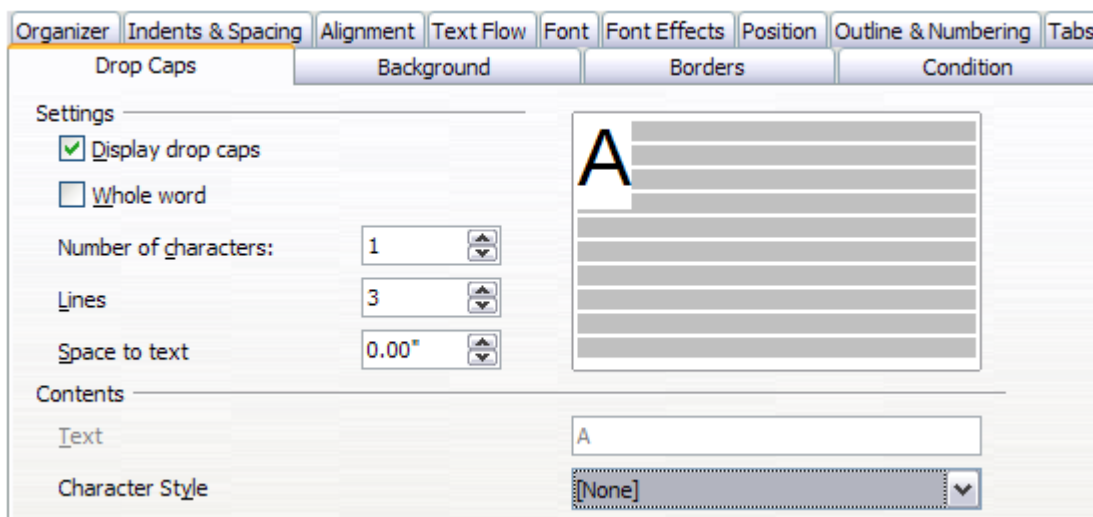 Organizer Indents & Spacing Alignment Text Flow Font Font Effects Position Outline & Numbering Tabs
Drop Caps Background Borders Condition
Settings
Display drop caps
Whole word
Number of characters: 1
Lines 3
Space to text 0.00"
A
Contents
Text A
Character Style [None]